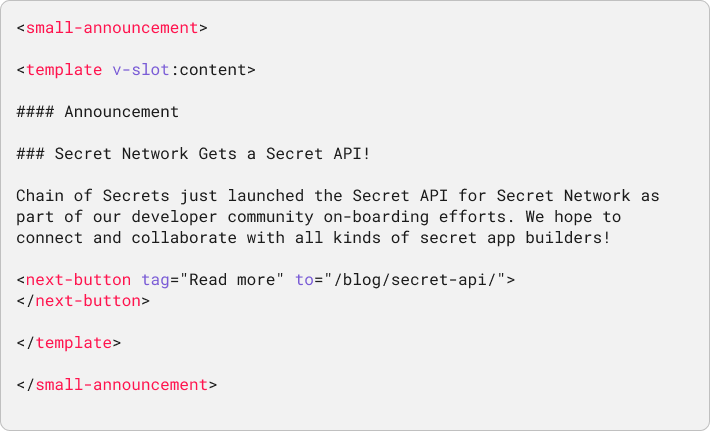 <small-announcement>
<template v-slot:content>
#### Announcement
### Secret Network Gets a Secret API!
Chain of Secrets just launched the Secret API for Secret Network as
part of our developer community on-boarding efforts. We hope to
connect and collaborate with all kinds of secret app builders!
<next-button tag="Read more" to="/blog/secret-api/">
</next-button>
</template>
</small-announcement>